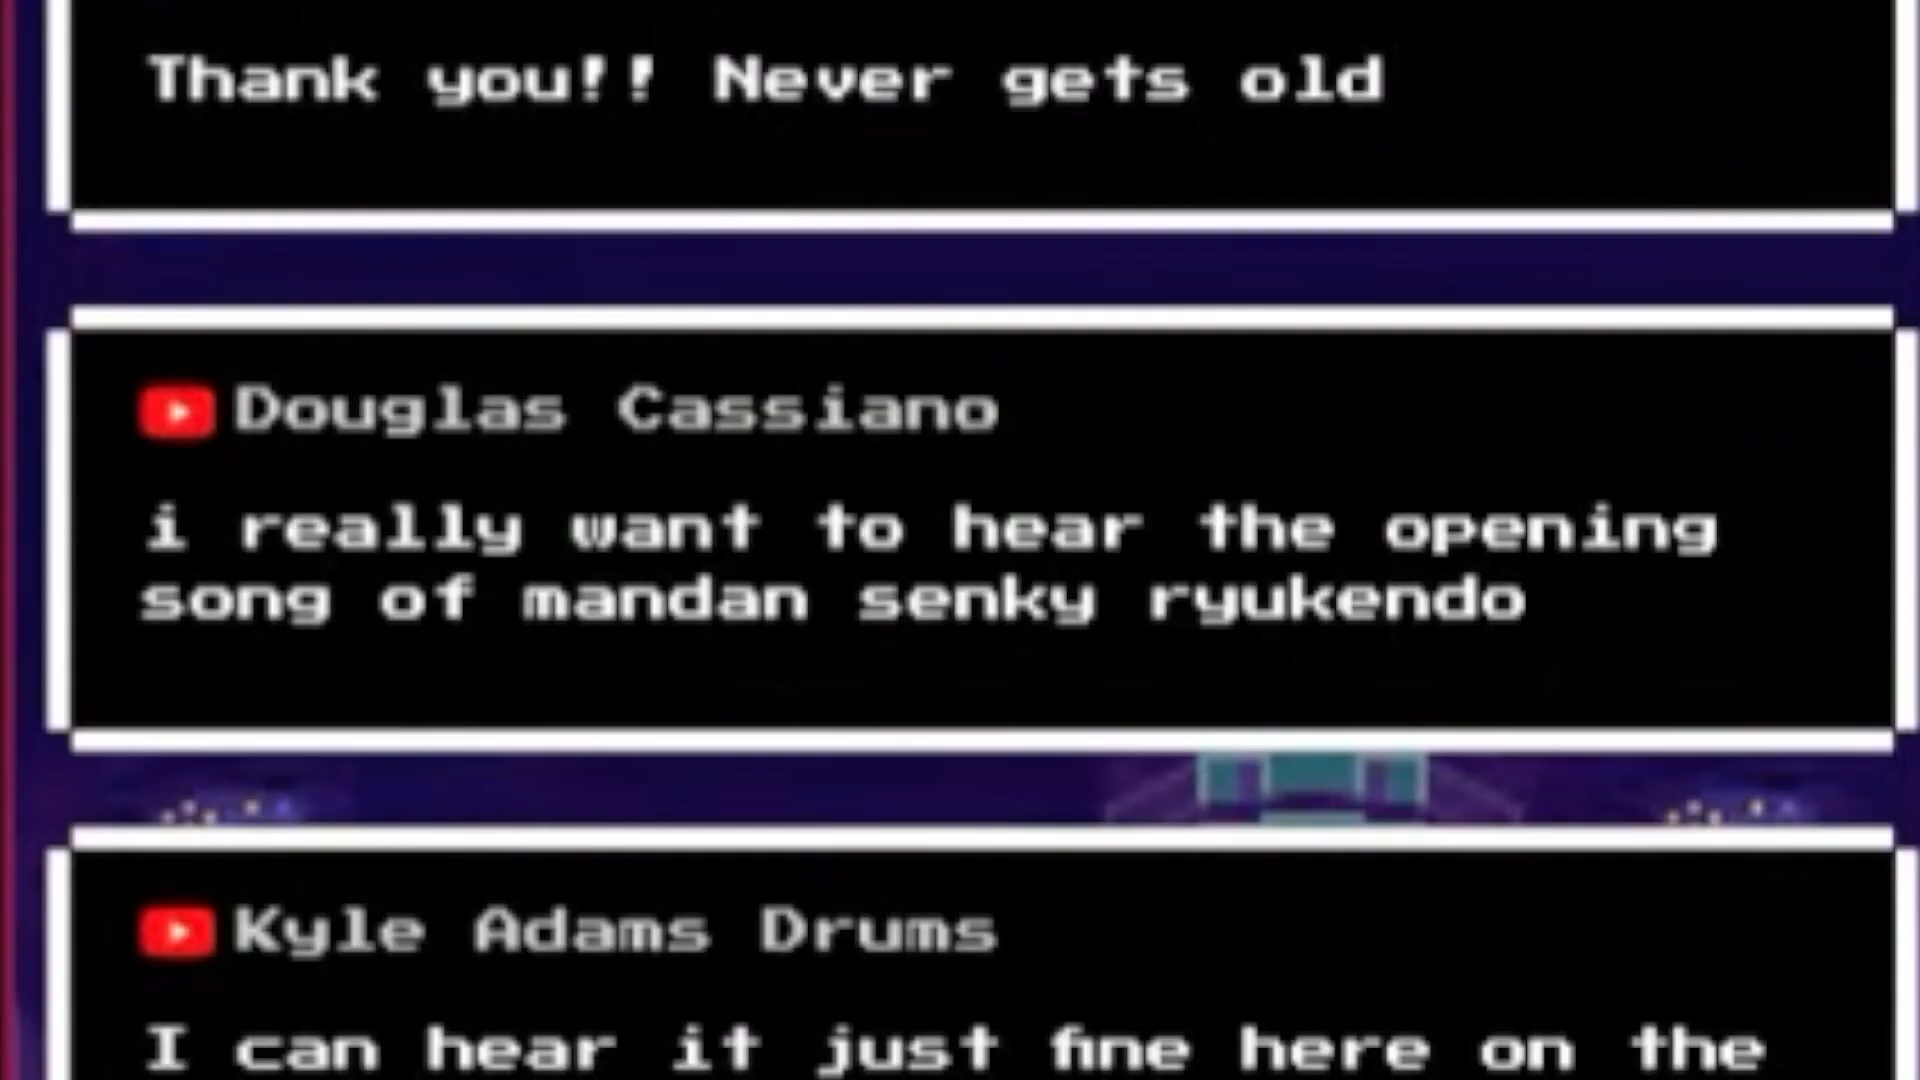 Thank you!! Never gets old
Douglas Cassiano
i really want to hear the opening
song of mandan senky ryukendo
Kyle Adams Drums
I can hear it just fine here on the